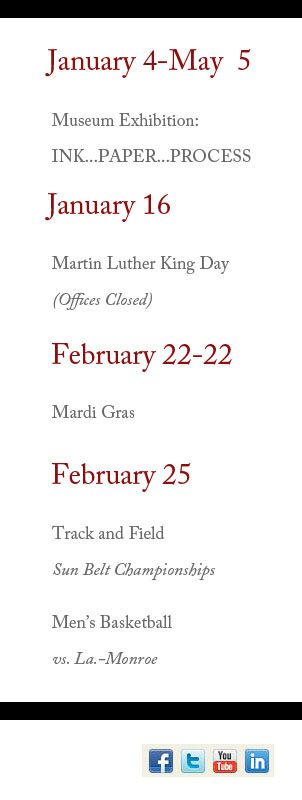 January 4-May 5
Museum Exhibition:
INK...PAPER...PROCESS
January 16
Martin Luther King Day
(Offices Closed)
February 22-22
Mardi Gras
February 25
Track and Field
Sun Belt Championships
Men's Basketball
vs. La.-Monroe
f t You Tube in